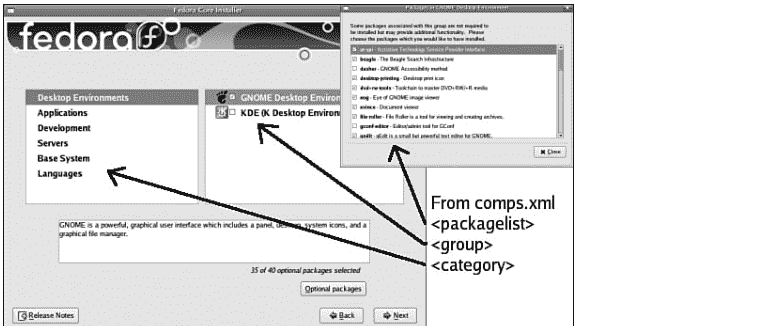 Fedora Core Installer
fedora
Desktop Environments
Applications
Development
Servers
Base System
Languages
GNOME Desktop Environ
KDE (K Desktop Environ
GNOME is a powerful, graphical user interface which includes a panel, desktop, system icons, and a
graphical file manager.
35 of 40 optional packages selected
Optional packages
Release Notes
Back
Next
Packages in GNOME Desktop Environment
Some packages associated with this group are not required to
be installed but may provide additional functionality. Please
choose the packages which you would like to have installed.
at-spi - Assistive Technology Service Provider Interface
beagle - The Beagle Search Infrastructure
dasher - GNOME Accessibility method
desktop-printing - Desktop print icon
dvd+rw-tools - Toolchain to master DVD+RW/+R media
eog - Eye of GNOME image viewer
evince - Document viewer
file-roller - File Roller is a tool for viewing and creating archives.
gconf-editor - Editor/admin tool for GConf
gedit - gEdit is a small but powerful text editor for GNOME.
Close
From comps.xml
<packagelist>
<group>
<category>